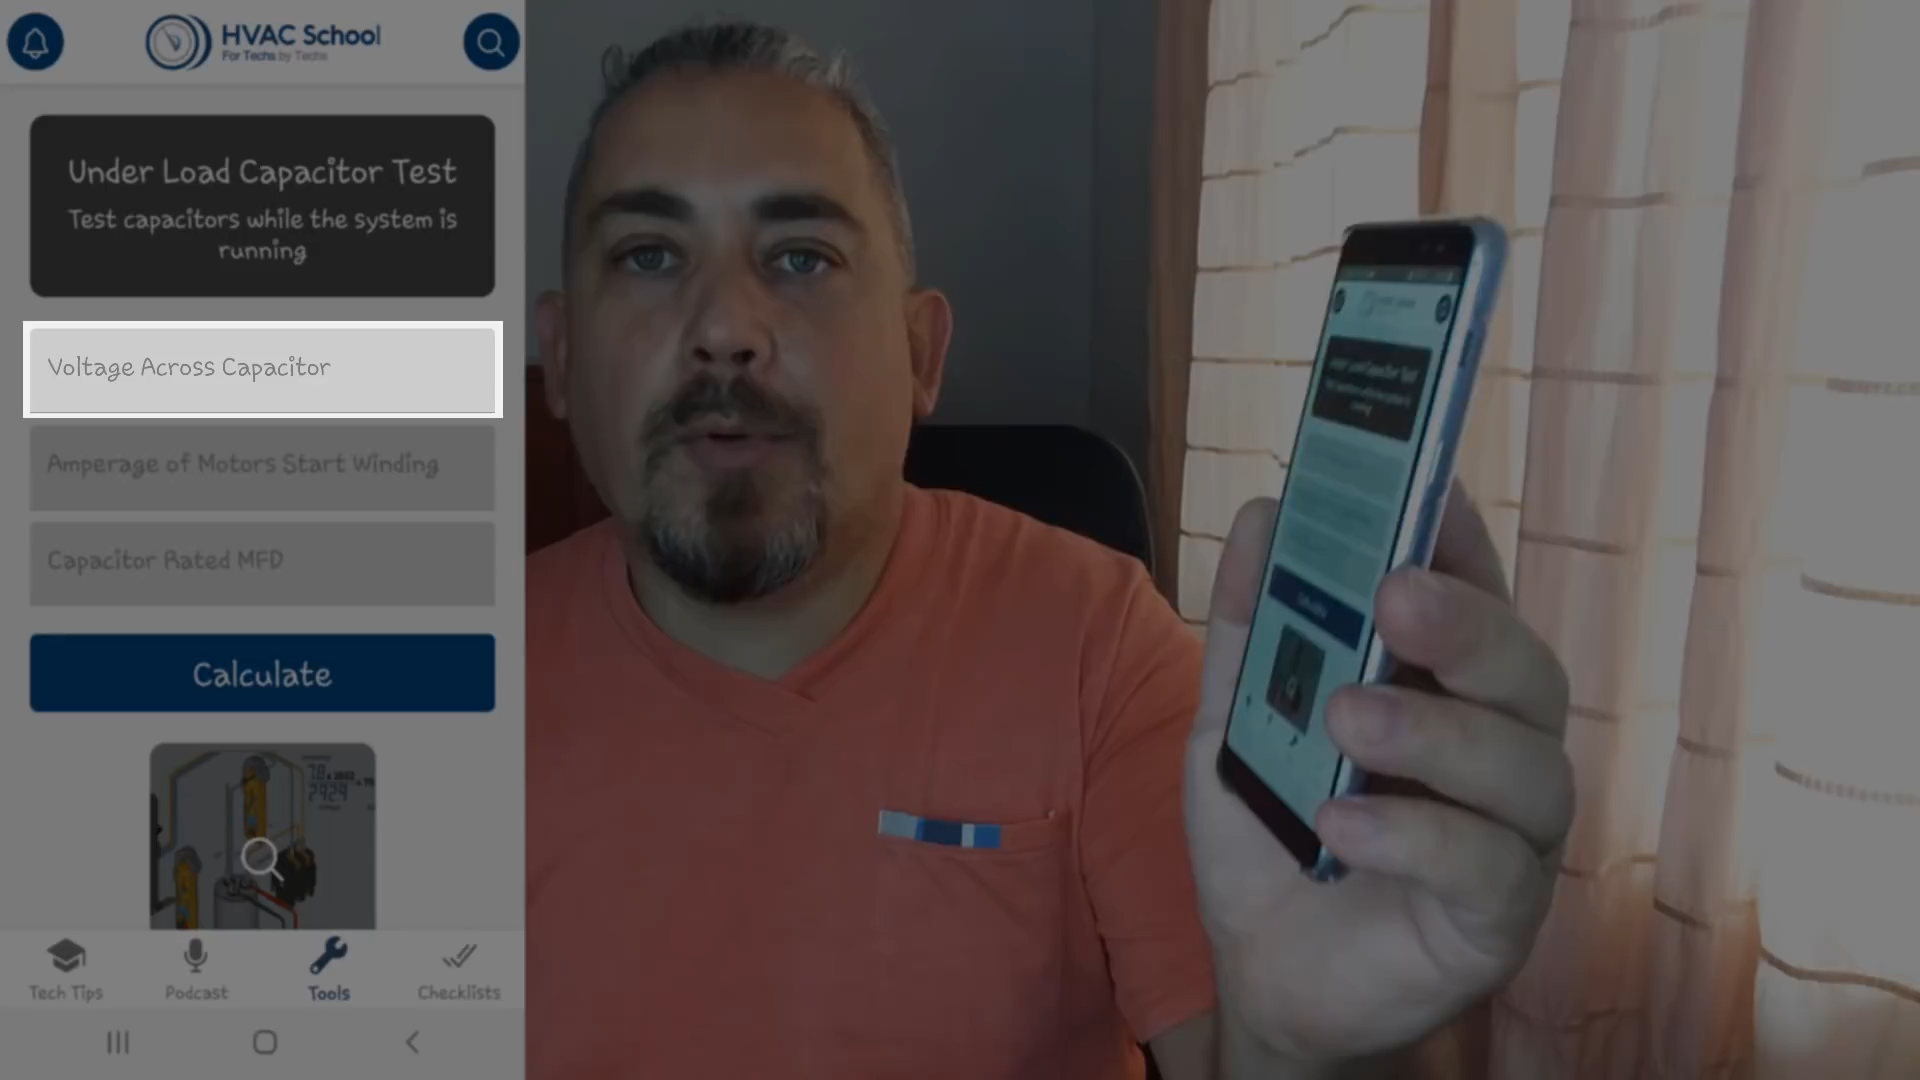 HVAC School
For Techs by Techs
Under Load Capacitor Test
Test capacitors while the system is
running
Voltage Across Capacitor
Amperage of Motors Start Winding
Capacitor Rated MFD
Calculate
Tech Tips
Podcast
Tools
Checklists